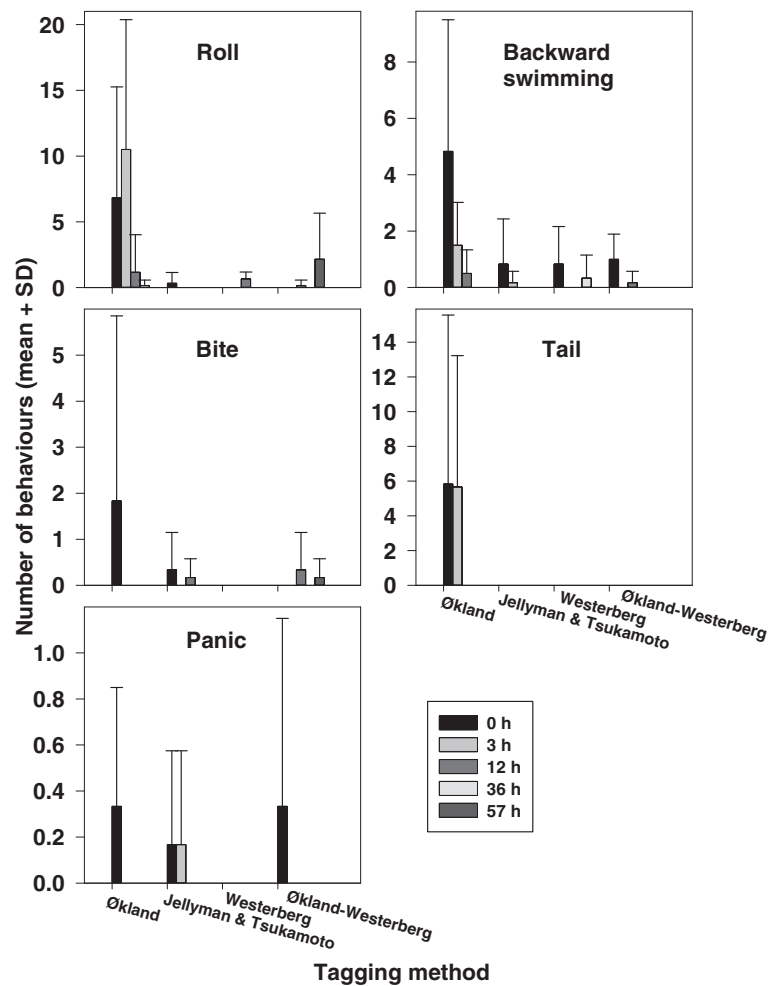 Number of behaviours (mean + SD)
Roll
20
15
10
5
0
Backward
swimming
8
6
4
2
0
Bite
5
4
3
2
1
0
Tail
14
12
10
8
6
4
2
0
Økland
Jellyman & Tsukamoto
Westerberg
Økland-Westerberg
Panic
1.0
0.8
0.6
0.4
0.2
0.0
Økland
Jellyman & Tsukamoto
Westerberg
Økland-Westerberg
0 h
3 h
12 h
36 h
57 h
Tagging method